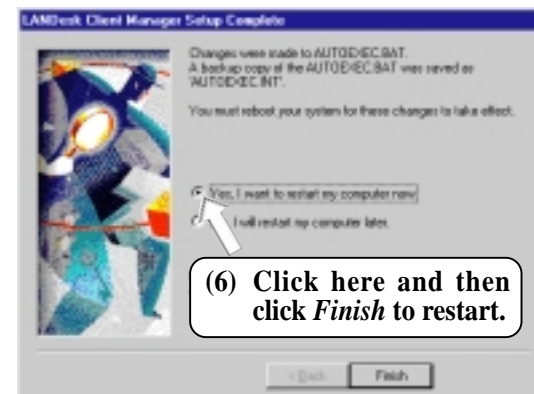 LANDesk Client Manager Setup Complete
Changes were made to AUTOEXEC.BAT.
A backup copy of the AUTOEXEC.BAT was saved as
'AUTOEXEC.INT'.
You must reboot your system for these changes to take effect.
Yes, I want to restart my computer now.
I will restart my computer later.
(6) Click here and then
click Finish to restart.
< Back
Finish